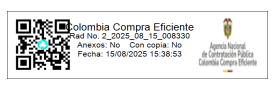 Colombia Compra Eficiente
Rad No. 2_2025_08_15_008330
Anexos: No Con copia: No
Fecha: 15/08/2025 15:38:53
Agencia Nacional
de Contratación Pública
Colombia Compra Eficiente